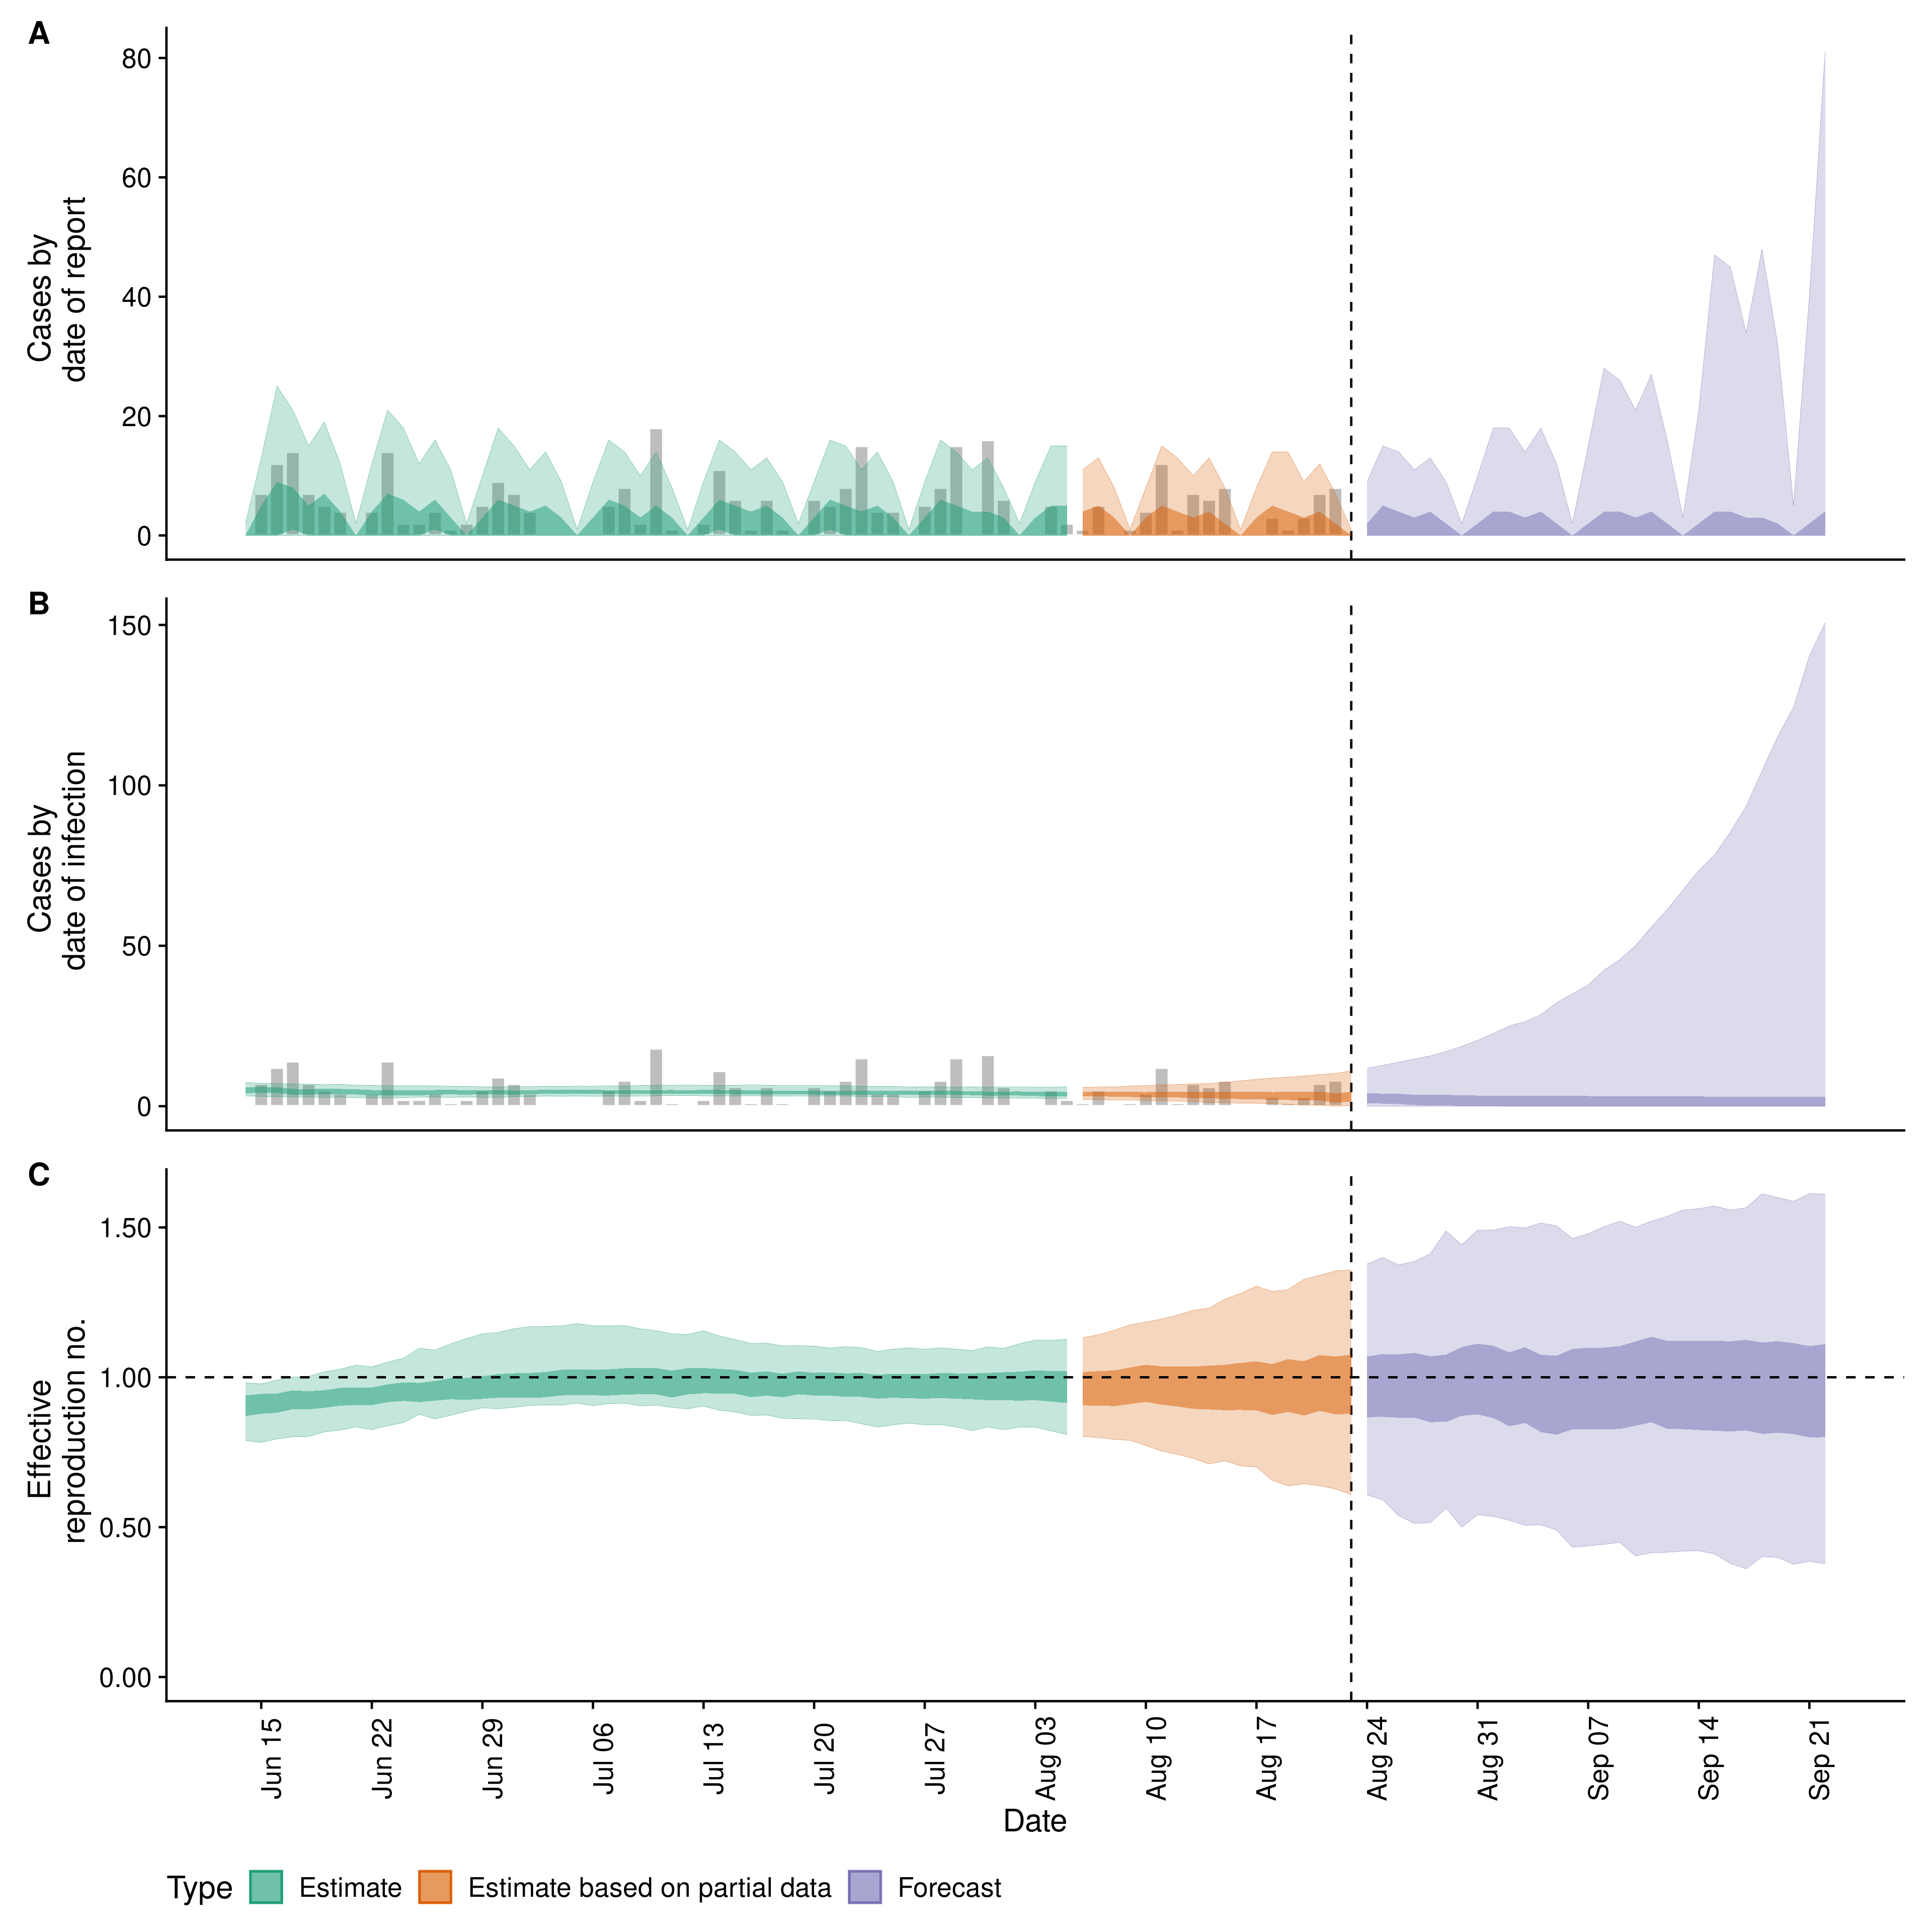 A
80
60
40
20
0
Cases by
date of report
B
150
100
50
0
Cases by
date of infection
C
1.50
1.00
0.50
0.00
Effective
reproduction no.
Jun 15
Jun 22
Jun 29
Jul 06
Jul 13
Jul 20
Jul 27
Aug 03
Aug 10
Aug 17
Aug 24
Aug 31
Sep 07
Sep 14
Sep 21
Date
Type Estimate Estimate based on partial data Forecast